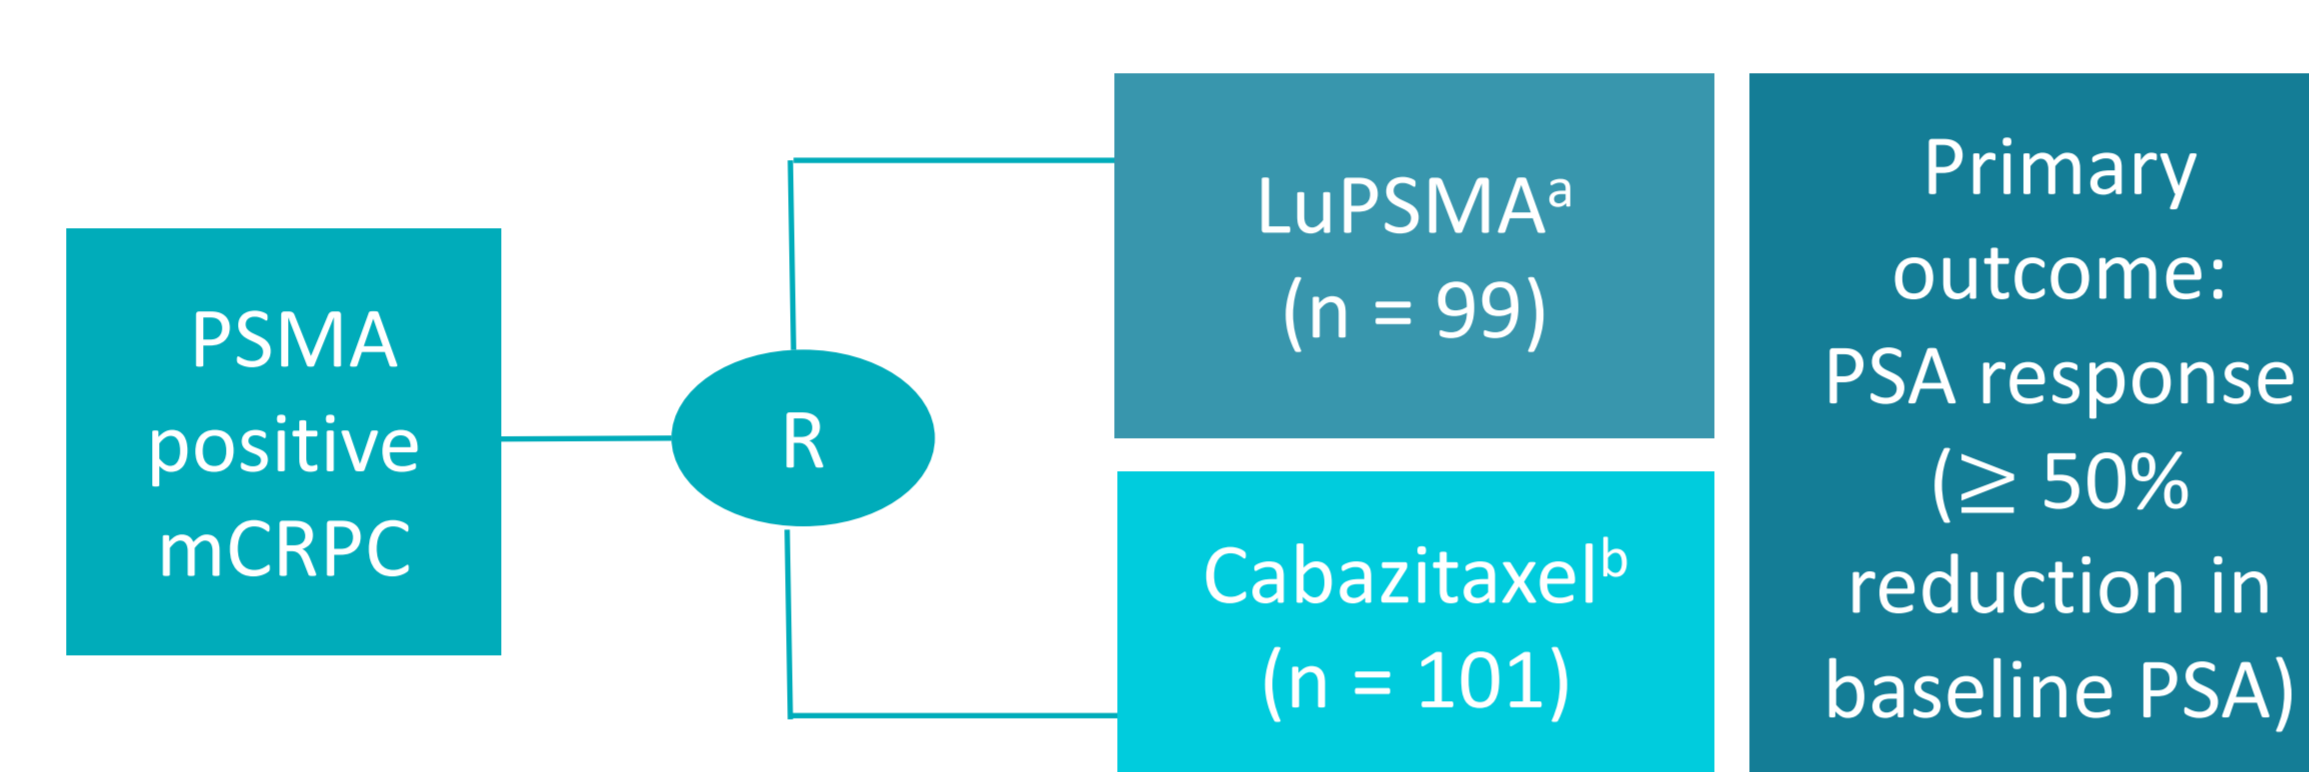 PSMA
positive
mCRPC
R
LuPSMAᵃ
(n = 99)
Cabazitaxelᵇ
(n = 101)
Primary
outcome:
PSA response
(≥ 50%
reduction in
baseline PSA)